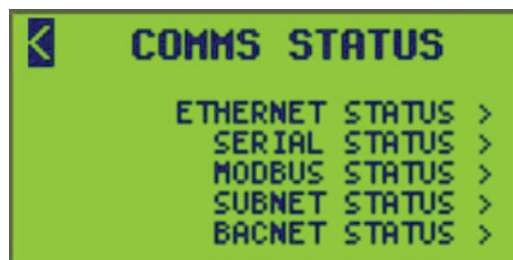 < COMMS STATUS
ETHERNET STATUS >
SERIAL STATUS >
MODBUS STATUS >
SUBNET STATUS >
BACNET STATUS >